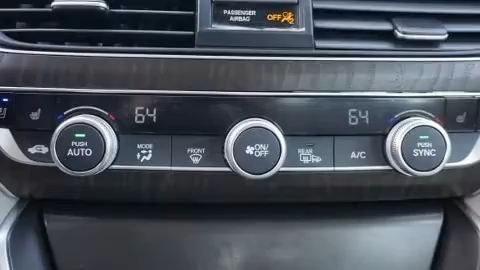 PASSENGER
AIRBAG
OFF
64
64
PUSH
AUTO
MODE
FRONT
ON/
OFF
REAR
A/C
PUSH
SYNC